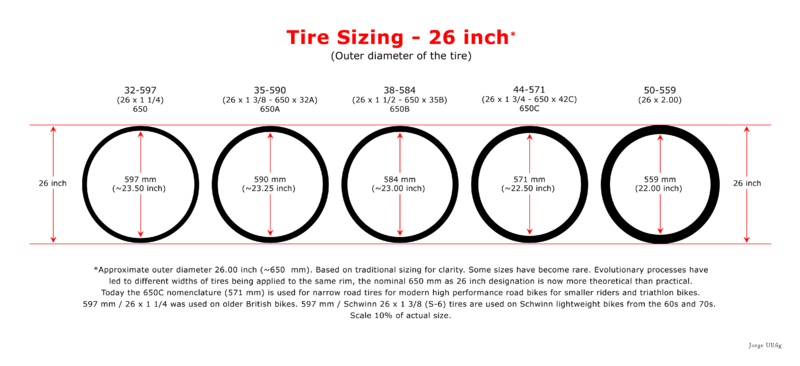 Tire Sizing - 26 inch*
(Outer diameter of the tire)
32-597
(26 x 1 1/4)
650
35-590
(26 x 1 3/8 - 650 x 32A)
650A
38-584
(26 x 1 1/2 - 650 x 35B)
650B
44-571
(26 x 1 3/4 - 650 x 42C)
650C
50-559
(26 x 2.00)
26 inch
597 mm
(~23.50 inch)
590 mm
(~23.25 inch)
584 mm
(~23.00 inch)
571 mm
(~22.50 inch)
559 mm
(22.00 inch)
26 inch
*Approximate outer diameter 26.00 inch (~650 mm). Based on traditional sizing for clarity. Some sizes have become rare. Evolutionary processes have
led to different widths of tires being applied to the same rim, the nominal 650 mm as 26 inch designation is now more theoretical than practical.
Today the 650C nomenclature (571 mm) is used for narrow road tires for modern high performance road bikes for smaller riders and triathlon bikes.
597 mm / 26 x 1 1/4 was used on older British bikes. 597 mm / Schwinn 26 x 1 3/8 (S-6) tires are used on Schwinn lightweight bikes from the 60s and 70s.
Scale 10% of actual size.
Jorge Ullfig